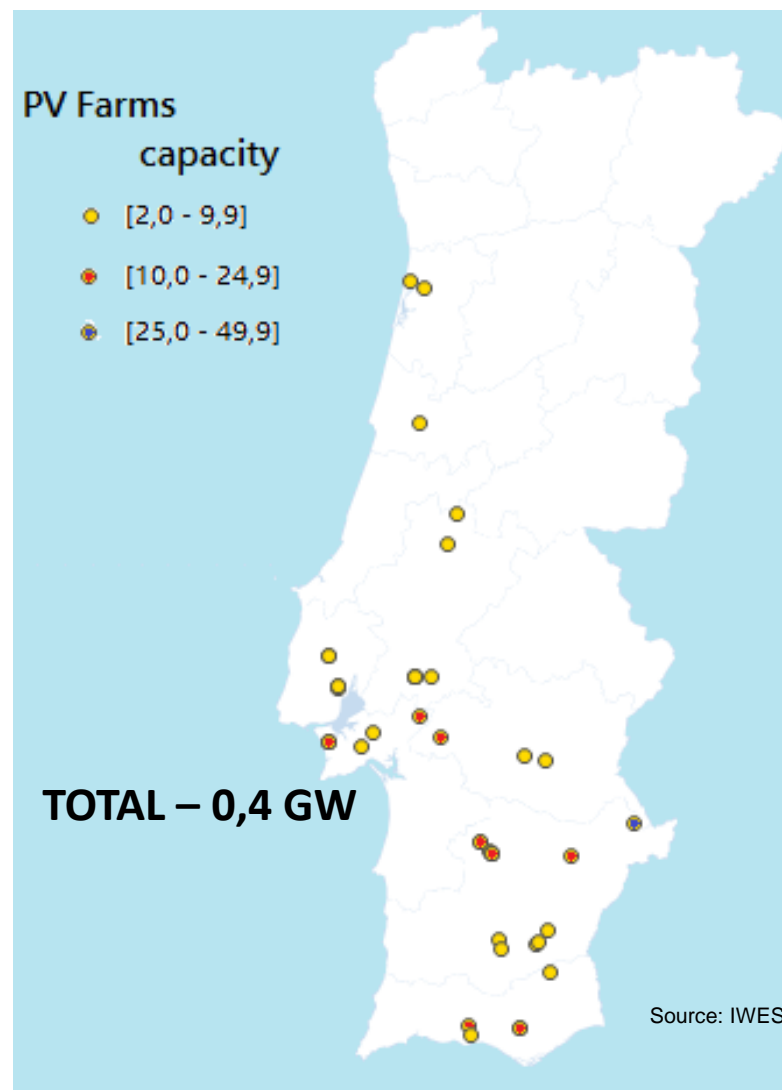 PV Farms
capacity
[2,0 - 9,9]
[10,0 - 24,9]
[25,0 - 49,9]
TOTAL – 0,4 GW
Source: IWES